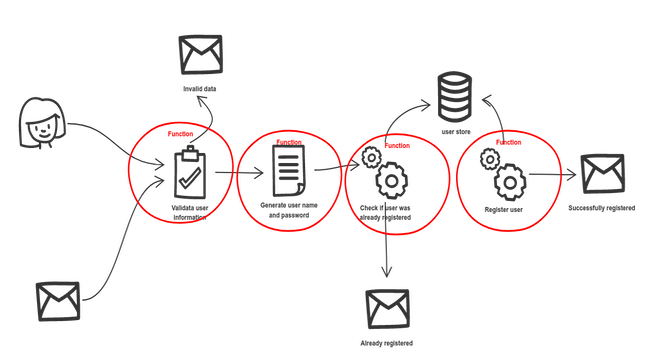 Invalid data
user store
Function
Function
Function
Function
Validata user
information
Generate user name
and password
Check if user was
already registered
Register user
Successfully registered
Already registered